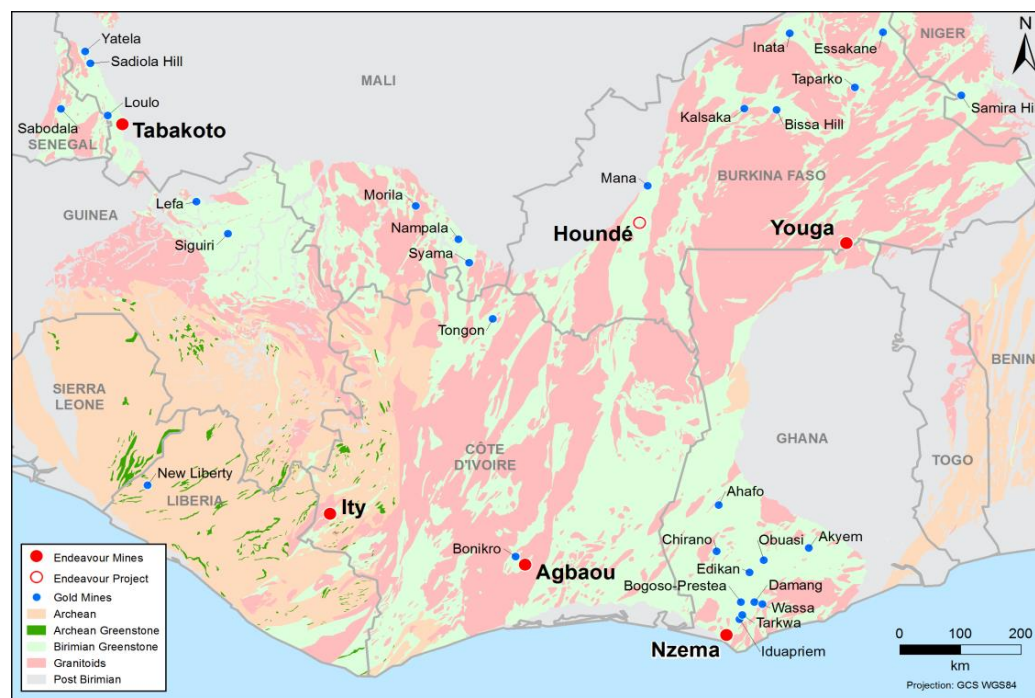 Yatela
Sadiola Hill
Loulo
Tabakoto
Sabodala
SENEGAL
MALI
Inata
Essakane
NIGER
N
Taparko
Kalsaka
Bissa Hill
Samira Hi
BURKINA FASO
Mana
Houndé
Youga
GUINEA
Lefa
Siguiri
Morila
Nampala
Syama
Tongon
SIERRA
LEONE
New Liberty
LIBERIA
Ity
CÔTE
D'IVOIRE
Bonikro
Agbaou
GHANA
TOGO
BENIN
Ahafo
Chirano
Obuasi
Akyem
Edikan
Bogoso-Prestea
Damang
Wassa
Tarkwa
Iduapriem
Nzema
Endeavour Mines
Endeavour Project
Gold Mines
Archean
Archean Greenstone
Birimian Greenstone
Granitoids
Post Birimian
0 100 200
km
Projection: GCS WGS84